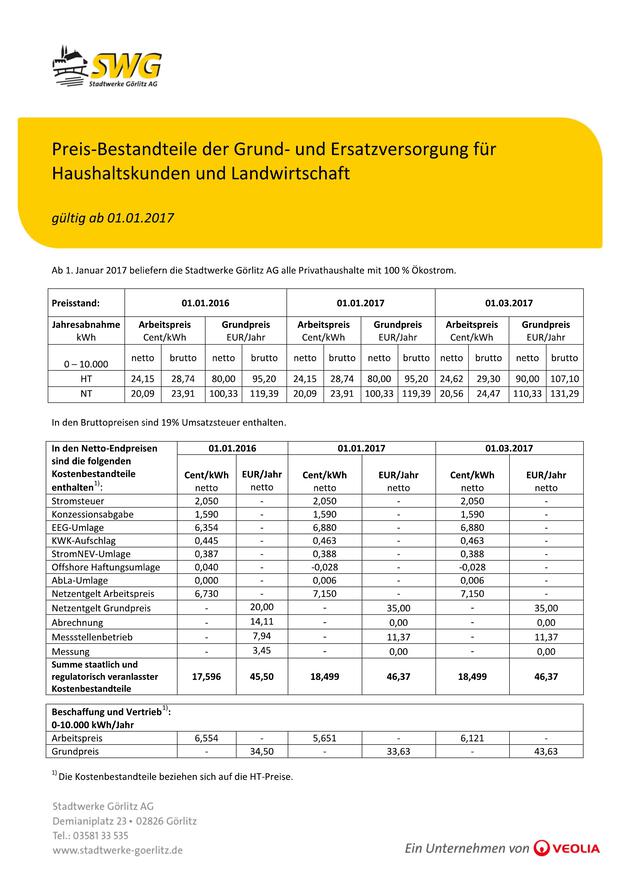 SWG
Stadtwerke Görlitz AG
Preis-Bestandteile der Grund- und Ersatzversorgung für
Haushaltskunden und Landwirtschaft
gültig ab 01.01.2017
Ab 1. Januar 2017 beliefern die Stadtwerke Görlitz AG alle Privathaushalte mit 100 % Ökostrom.
Preisstand: 01.01.2016 01.01.2017 01.03.2017
Jahresabnahme Arbeitspreis Grundpreis Arbeitspreis Grundpreis Arbeitspreis Grundpreis
kWh Cent/kWh EUR/Jahr Cent/kWh EUR/Jahr Cent/kWh EUR/Jahr
0 – 10.000 netto brutto netto brutto netto brutto netto brutto netto brutto netto brutto
HT 24,15 28,74 80,00 95,20 24,15 28,74 80,00 95,20 24,62 29,30 90,00 107,10
NT 20,09 23,91 100,33 119,39 20,09 23,91 100,33 119,39 20,56 24,47 110,33 131,29
In den Bruttopreisen sind 19% Umsatzsteuer enthalten.
In den Netto-Endpreisen 01.01.2016 01.01.2017 01.03.2017
sind die folgenden
Kostenbestandteile Cent/kWh EUR/Jahr Cent/kWh EUR/Jahr Cent/kWh EUR/Jahr
enthalten1): netto netto netto netto netto netto
Stromsteuer 2,050 - 2,050 - 2,050 -
Konzessionsabgabe 1,590 - 1,590 - 1,590 -
EEG-Umlage 6,354 - 6,880 - 6,880 -
KWK-Aufschlag 0,445 - 0,463 - 0,463 -
StromNEV-Umlage 0,387 - 0,388 - 0,388 -
Offshore Haftungsumlage 0,040 - -0,028 - -0,028 -
AbLa-Umlage 0,000 - 0,006 - 0,006 -
Netzentgelt Arbeitspreis 6,730 - 7,150 - 7,150 -
Netzentgelt Grundpreis - 20,00 - 35,00 - 35,00
Abrechnung - 14,11 - 0,00 - 0,00
Messstellenbetrieb - 7,94 - 11,37 - 11,37
Messung - 3,45 - 0,00 - 0,00
Summe staatlich und
regulatorisch veranlasster 17,596 45,50 18,499 46,37 18,499 46,37
Kostenbestandteile
Beschaffung und Vertrieb1):
0-10.000 kWh/Jahr
Arbeitspreis 6,554 - 5,651 - 6,121 -
Grundpreis - 34,50 - 33,63 - 43,63
1) Die Kostenbestandteile beziehen sich auf die HT-Preise.
Stadtwerke Görlitz AG
Demianiplatz 23 • 02826 Görlitz
Tel.: 03581 33 535
www.stadtwerke-goerlitz.de
Ein Unternehmen von VEOLIA